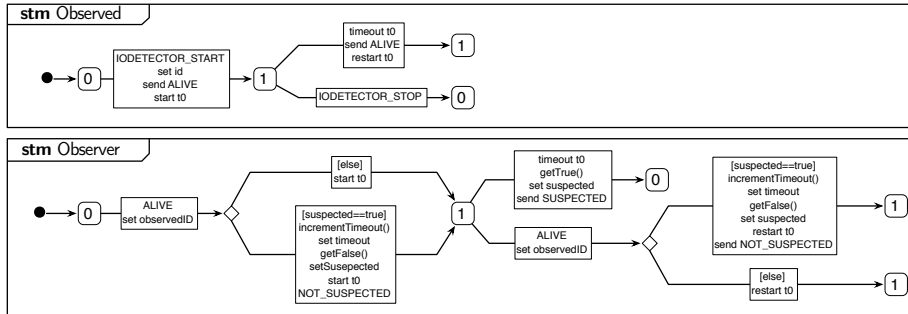 stm Observed
0
IODETECTOR_START
set id
send ALIVE
start t0
1
timeout t0
send ALIVE
restart t0
1
IODETECTOR_STOP
0
stm Observer
0
ALIVE
set observedID
[else]
start t0
[suspected==true]
incrementTimeout()
set timeout
getFalse()
setSusepected
start t0
NOT_SUSPECTED
1
timeout t0
getTrue()
set suspected
send SUSPECTED
0
ALIVE
set observedID
[suspected==true]
incrementTimeout()
set timeout
getFalse()
set suspected
restart t0
send NOT_SUSPECTED
1
[else]
restart t0
1